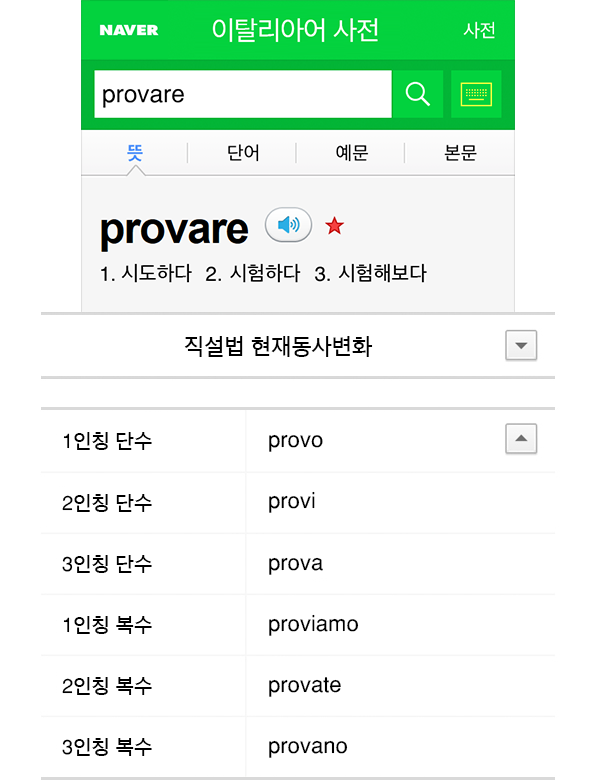 NAVER 이탈리아어 사전 사전
provare
뜻 단어 예문 본문
provare
1. 시도하다 2. 시험하다 3. 시험해보다
직설법 현재동사변화
1인칭 단수 provo
2인칭 단수 provi
3인칭 단수 prova
1인칭 복수 proviamo
2인칭 복수 provate
3인칭 복수 provano